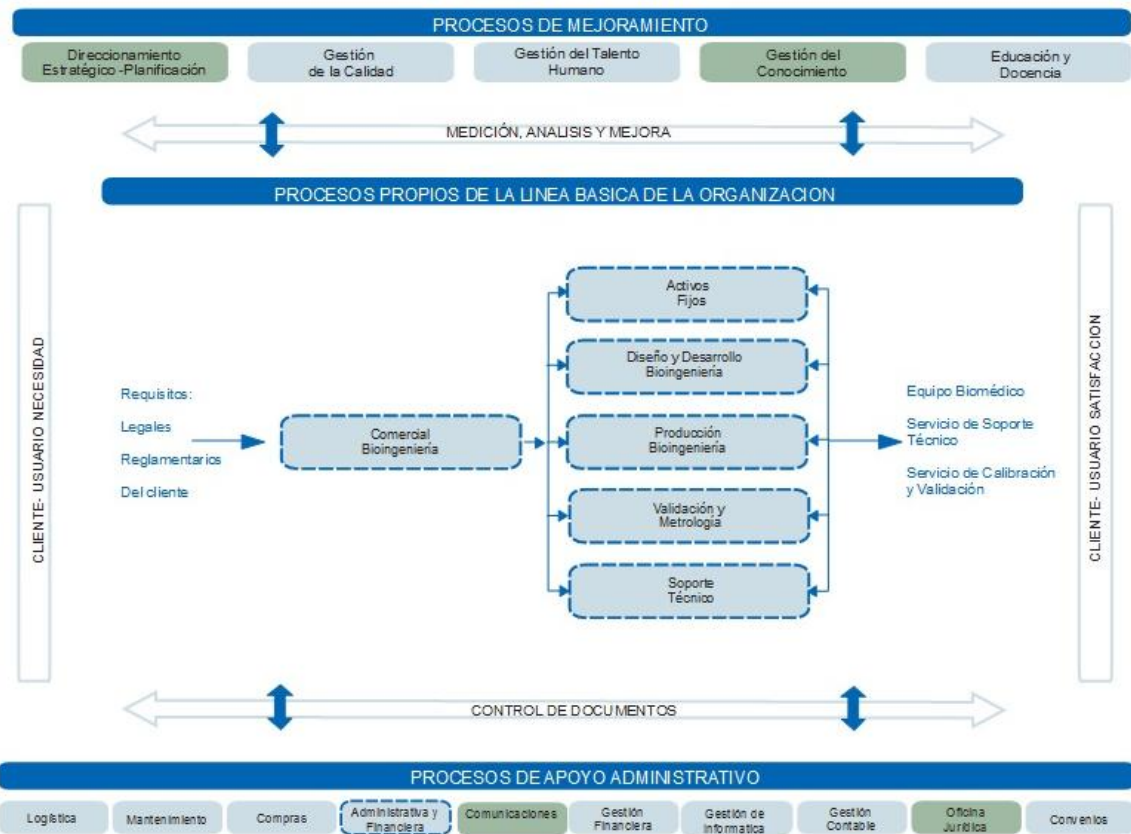 PROCESOS DE MEJORAMIENTO
Direccionamiento
Estratégico -Planificación
Gestión
de la Calidad
Gestión del Talento
Humano
Gestión del
Conocimiento
Educación y
Docencia
MEDICIÓN, ANALISIS Y MEJORA
PROCESOS PROPIOS DE LA LINEA BASICA DE LA ORGANIZACION
CLIENTE- USUARIO NECESIDAD
Requisitos:
Legales
Reglamentarios
Del cliente
Comercial
Bioingeniería
Activos
Fijos
Diseño y Desarrollo
Bioingeniería
Producción
Bioingeniería
Validación y
Metrología
Soporte
Técnico
Equipo Biomédico
Servicio de Soporte
Técnico
Servicio de Calibración
y Validación
CLIENTE- USUARIO SATISFACCION
CONTROL DE DOCUMENTOS
PROCESOS DE APOYO ADMINISTRATIVO
Logística
Mantenimiento
Compras
Administrativa y
Financiera
Comunicaciones
Gestión
Financiera
Gestión de
Informatica
Gestión
Contable
Oficina
Jurídica
Convenios